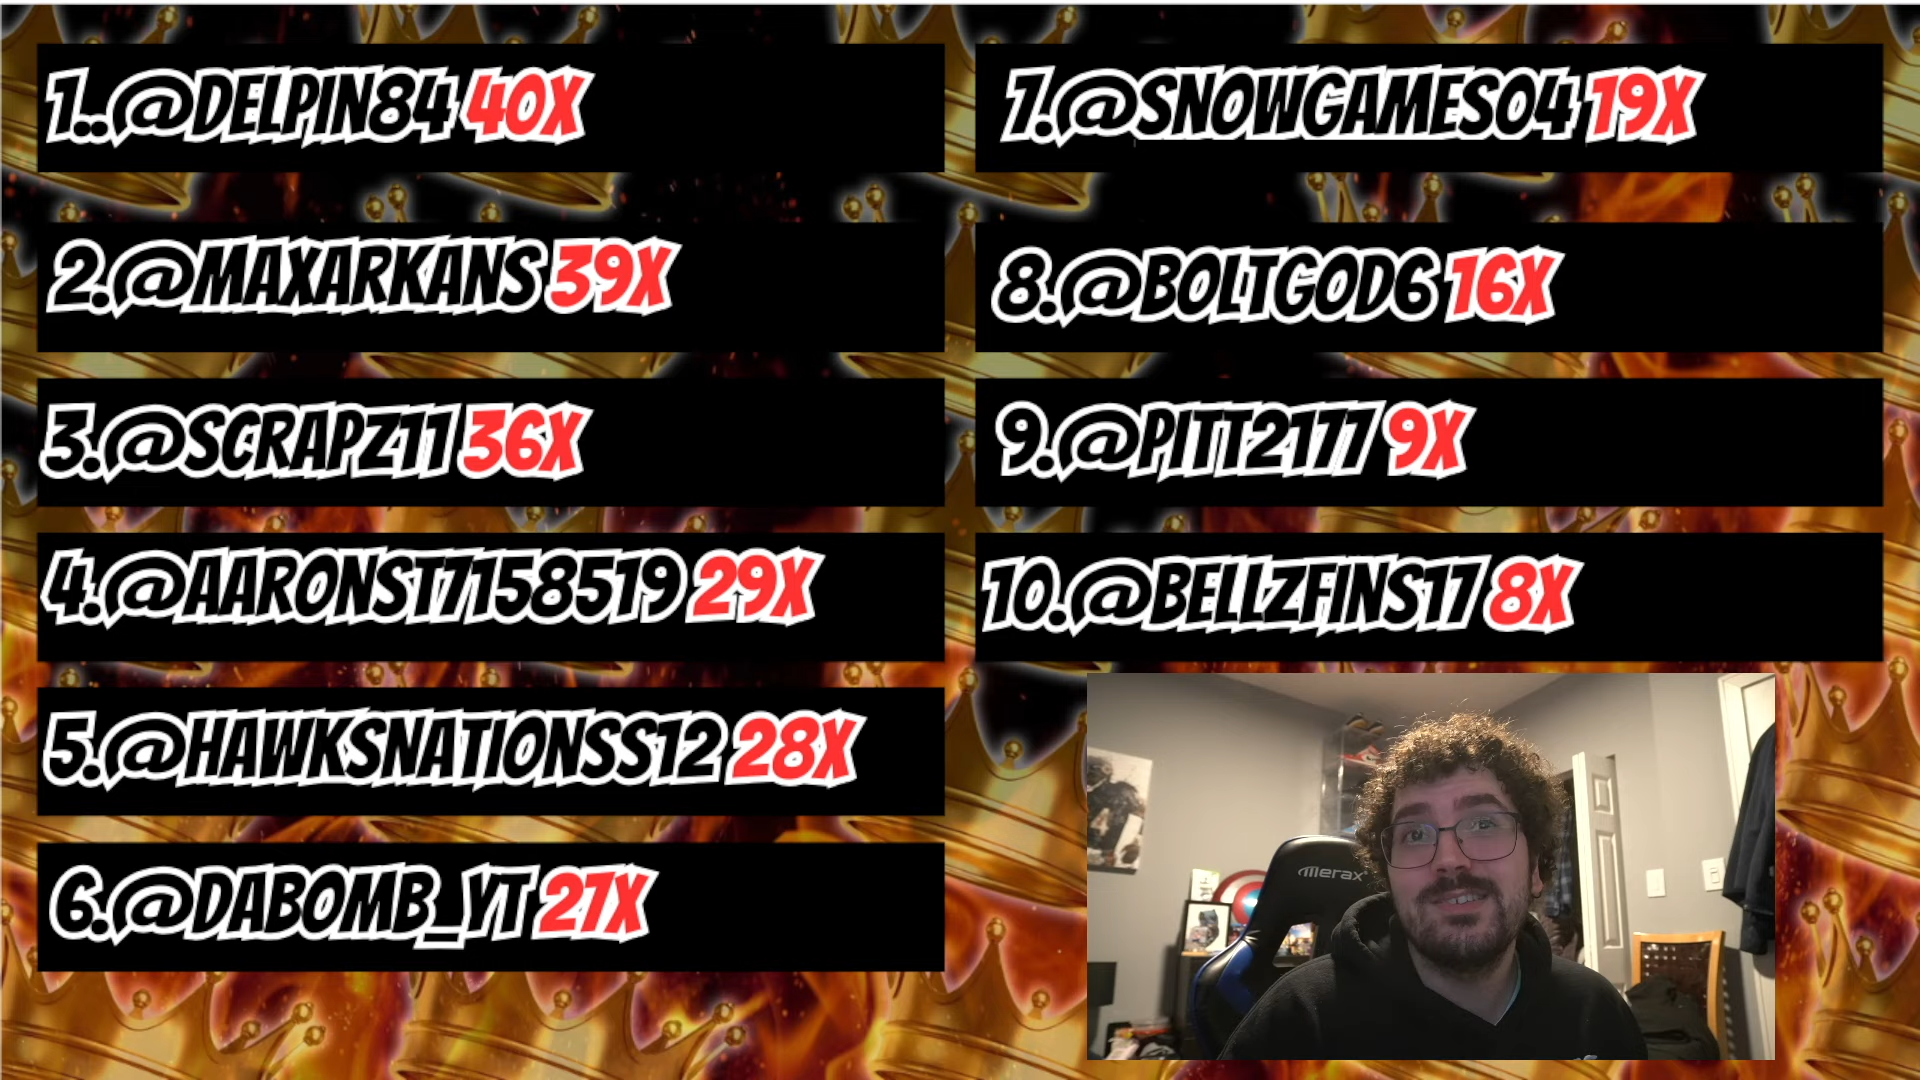 1..@DELPIN84 40X
2.@MAXARKANS 39X
3.@SCRAPZ11 36X
4.@AARONST7158519 29X
5.@HAWKSNATIONSS12 28X
6.@DABOMB_YT 27X
7.@SNOWGAMES04 19X
8.@BOLTGOD6 16X
9.@PITT2177 9X
10.@BELLZFINS17 8X
merax